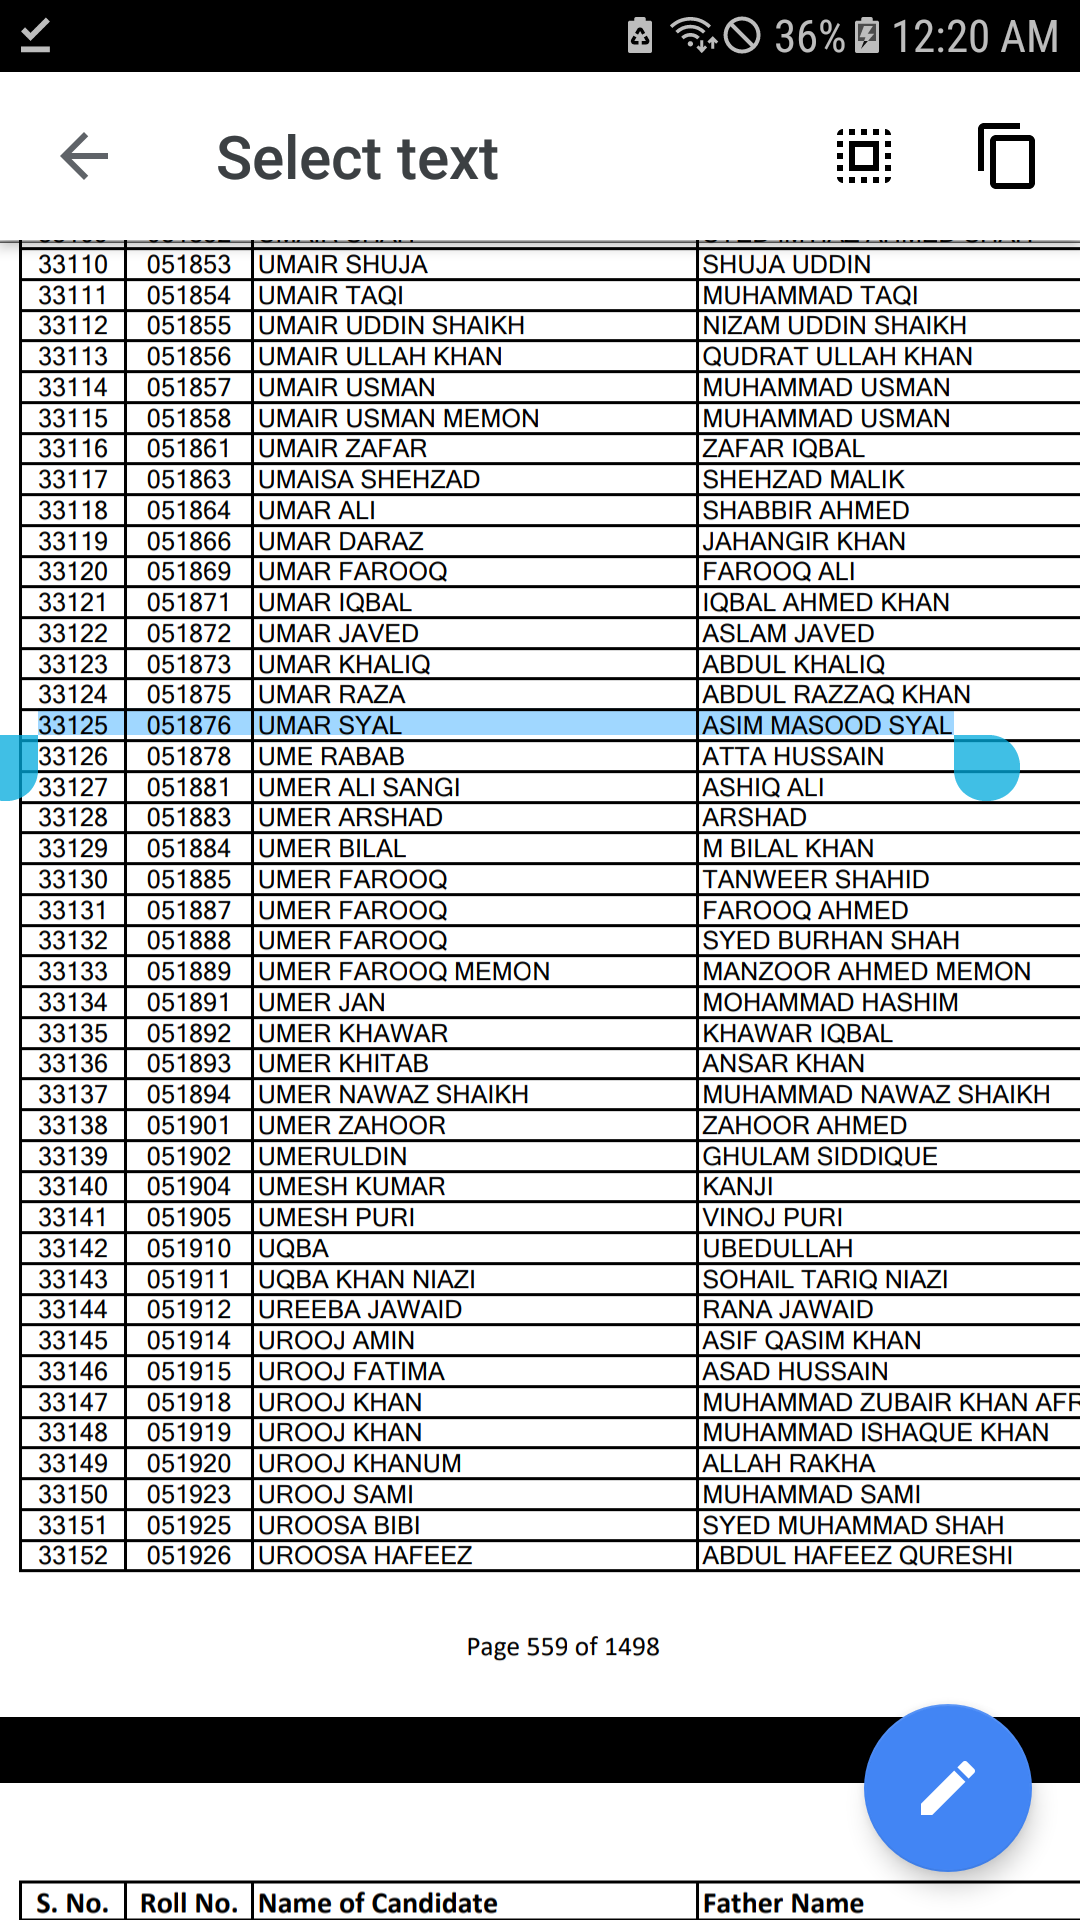 36% 12:20 AM
Select text
33110 051853 UMAIR SHUJA SHUJA UDDIN
33111 051854 UMAIR TAQI MUHAMMAD TAQI
33112 051855 UMAIR UDDIN SHAIKH NIZAM UDDIN SHAIKH
33113 051856 UMAIR ULLAH KHAN QUDRAT ULLAH KHAN
33114 051857 UMAIR USMAN MUHAMMAD USMAN
33115 051858 UMAIR USMAN MEMON MUHAMMAD USMAN
33116 051861 UMAIR ZAFAR ZAFAR IQBAL
33117 051863 UMAISA SHEHZAD SHEHZAD MALIK
33118 051864 UMAR ALI SHABBIR AHMED
33119 051866 UMAR DARAZ JAHANGIR KHAN
33120 051869 UMAR FAROOQ FAROOQ ALI
33121 051871 UMAR IQBAL IQBAL AHMED KHAN
33122 051872 UMAR JAVED ASLAM JAVED
33123 051873 UMAR KHALIQ ABDUL KHALIQ
33124 051875 UMAR RAZA ABDUL RAZZAQ KHAN
33125 051876 UMAR SYAL ASIM MASOOD SYAL
33126 051878 UME RABAB ATTA HUSSAIN
33127 051881 UMER ALI SANGI ASHIQ ALI
33128 051883 UMER ARSHAD ARSHAD
33129 051884 UMER BILAL M BILAL KHAN
33130 051885 UMER FAROOQ TANWEER SHAHID
33131 051887 UMER FAROOQ FAROOQ AHMED
33132 051888 UMER FAROOQ SYED BURHAN SHAH
33133 051889 UMER FAROOQ MEMON MANZOOR AHMED MEMON
33134 051891 UMER JAN MOHAMMAD HASHIM
33135 051892 UMER KHAWAR KHAWAR IQBAL
33136 051893 UMER KHITAB ANSAR KHAN
33137 051894 UMER NAWAZ SHAIKH MUHAMMAD NAWAZ SHAIKH
33138 051901 UMER ZAHOOR ZAHOOR AHMED
33139 051902 UMERULDIN GHULAM SIDDIQUE
33140 051904 UMESH KUMAR KANJI
33141 051905 UMESH PURI VINOJ PURI
33142 051910 UQBA UBEDULLAH
33143 051911 UQBA KHAN NIAZI SOHAIL TARIQ NIAZI
33144 051912 UREEBA JAWAID RANA JAWAID
33145 051914 UROOJ AMIN ASIF QASIM KHAN
33146 051915 UROOJ FATIMA ASAD HUSSAIN
33147 051918 UROOJ KHAN MUHAMMAD ZUBAIR KHAN AFR
33148 051919 UROOJ KHAN MUHAMMAD ISHAQUE KHAN
33149 051920 UROOJ KHANUM ALLAH RAKHA
33150 051923 UROOJ SAMI MUHAMMAD SAMI
33151 051925 UROOSA BIBI SYED MUHAMMAD SHAH
33152 051926 UROOSA HAFEEZ ABDUL HAFEEZ QURESHI
Page 559 of 1498
S. No. Roll No. Name of Candidate Father Name